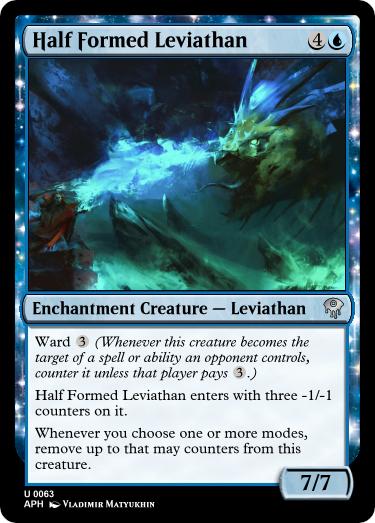 Half Formed Leviathan 4
Enchantment Creature — Leviathan
Ward 3 (Whenever this creature becomes the
target of a spell or ability an opponent controls,
counter it unless that player pays 3.)
Half Formed Leviathan enters with three -1/-1
counters on it.
Whenever you choose one or more modes,
remove up to that may counters from this
creature.
7/7
U 0063
APH Vladimir Matyukhin